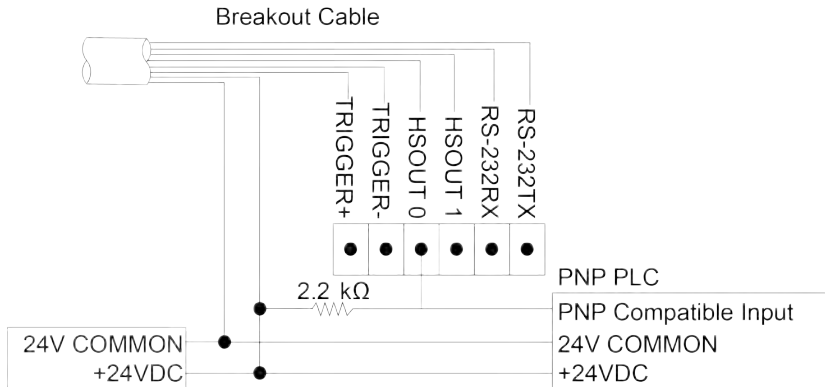 Breakout Cable
TRIGGER+
TRIGGER-
HSOUT 0
HSOUT 1
RS-232RX
RS-232TX
PNP PLC
2.2 kΩ
PNP Compatible Input
24V COMMON
24V COMMON
+24VDC
+24VDC